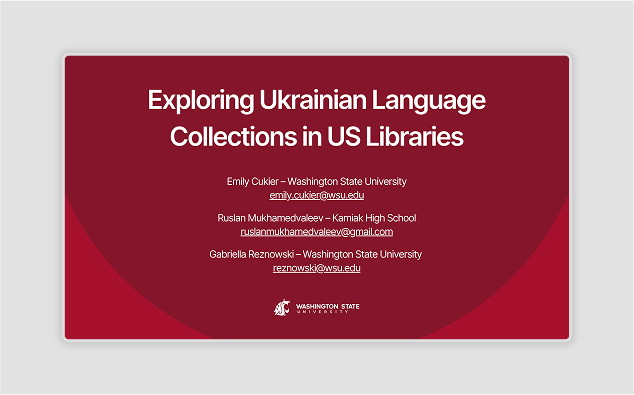 Exploring Ukrainian Language
Collections in US Libraries
Emily Cukier – Washington State University
emily.cukier@wsu.edu
Ruslan Mukhamedvaleev – Kamiak High School
ruslanmukhamedvaleev@gmail.com
Gabriella Reznowski – Washington State University
reznowski@wsu.edu
WASHINGTON STATE
UNIVERSITY